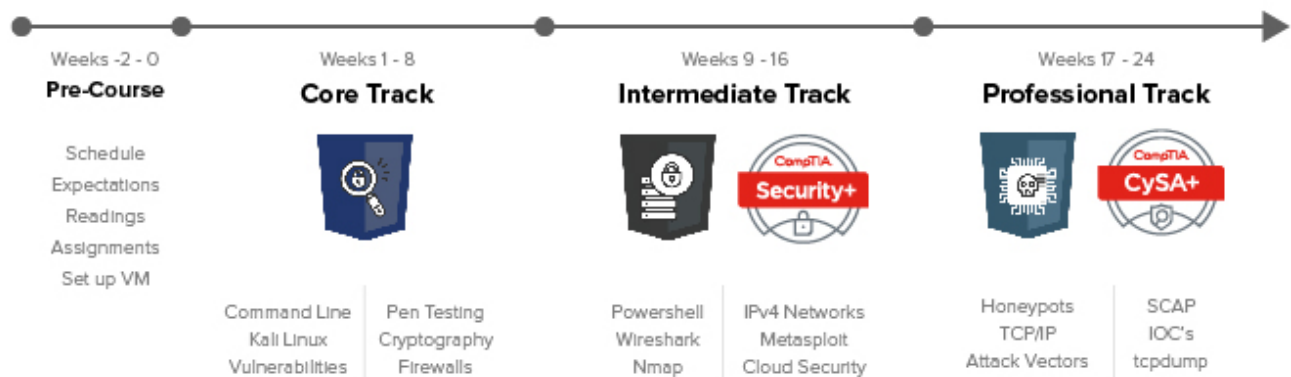 Weeks -2 - 0
Pre-Course
Schedule
Expectations
Readings
Assignments
Set up VM
Weeks 1 - 8
Core Track
Command Line
Kali Linux
Vulnerabilities
Pen Testing
Cryptography
Firewalls
Weeks 9 - 16
Intermediate Track
CompTIA
Security+
Powershell
Wireshark
Nmap
IPv4 Networks
Metasploit
Cloud Security
Weeks 17 - 24
Professional Track
CompTIA
CySA+
Honeypots
TCP/IP
Attack Vectors
SCAP
IOC's
tcpdump